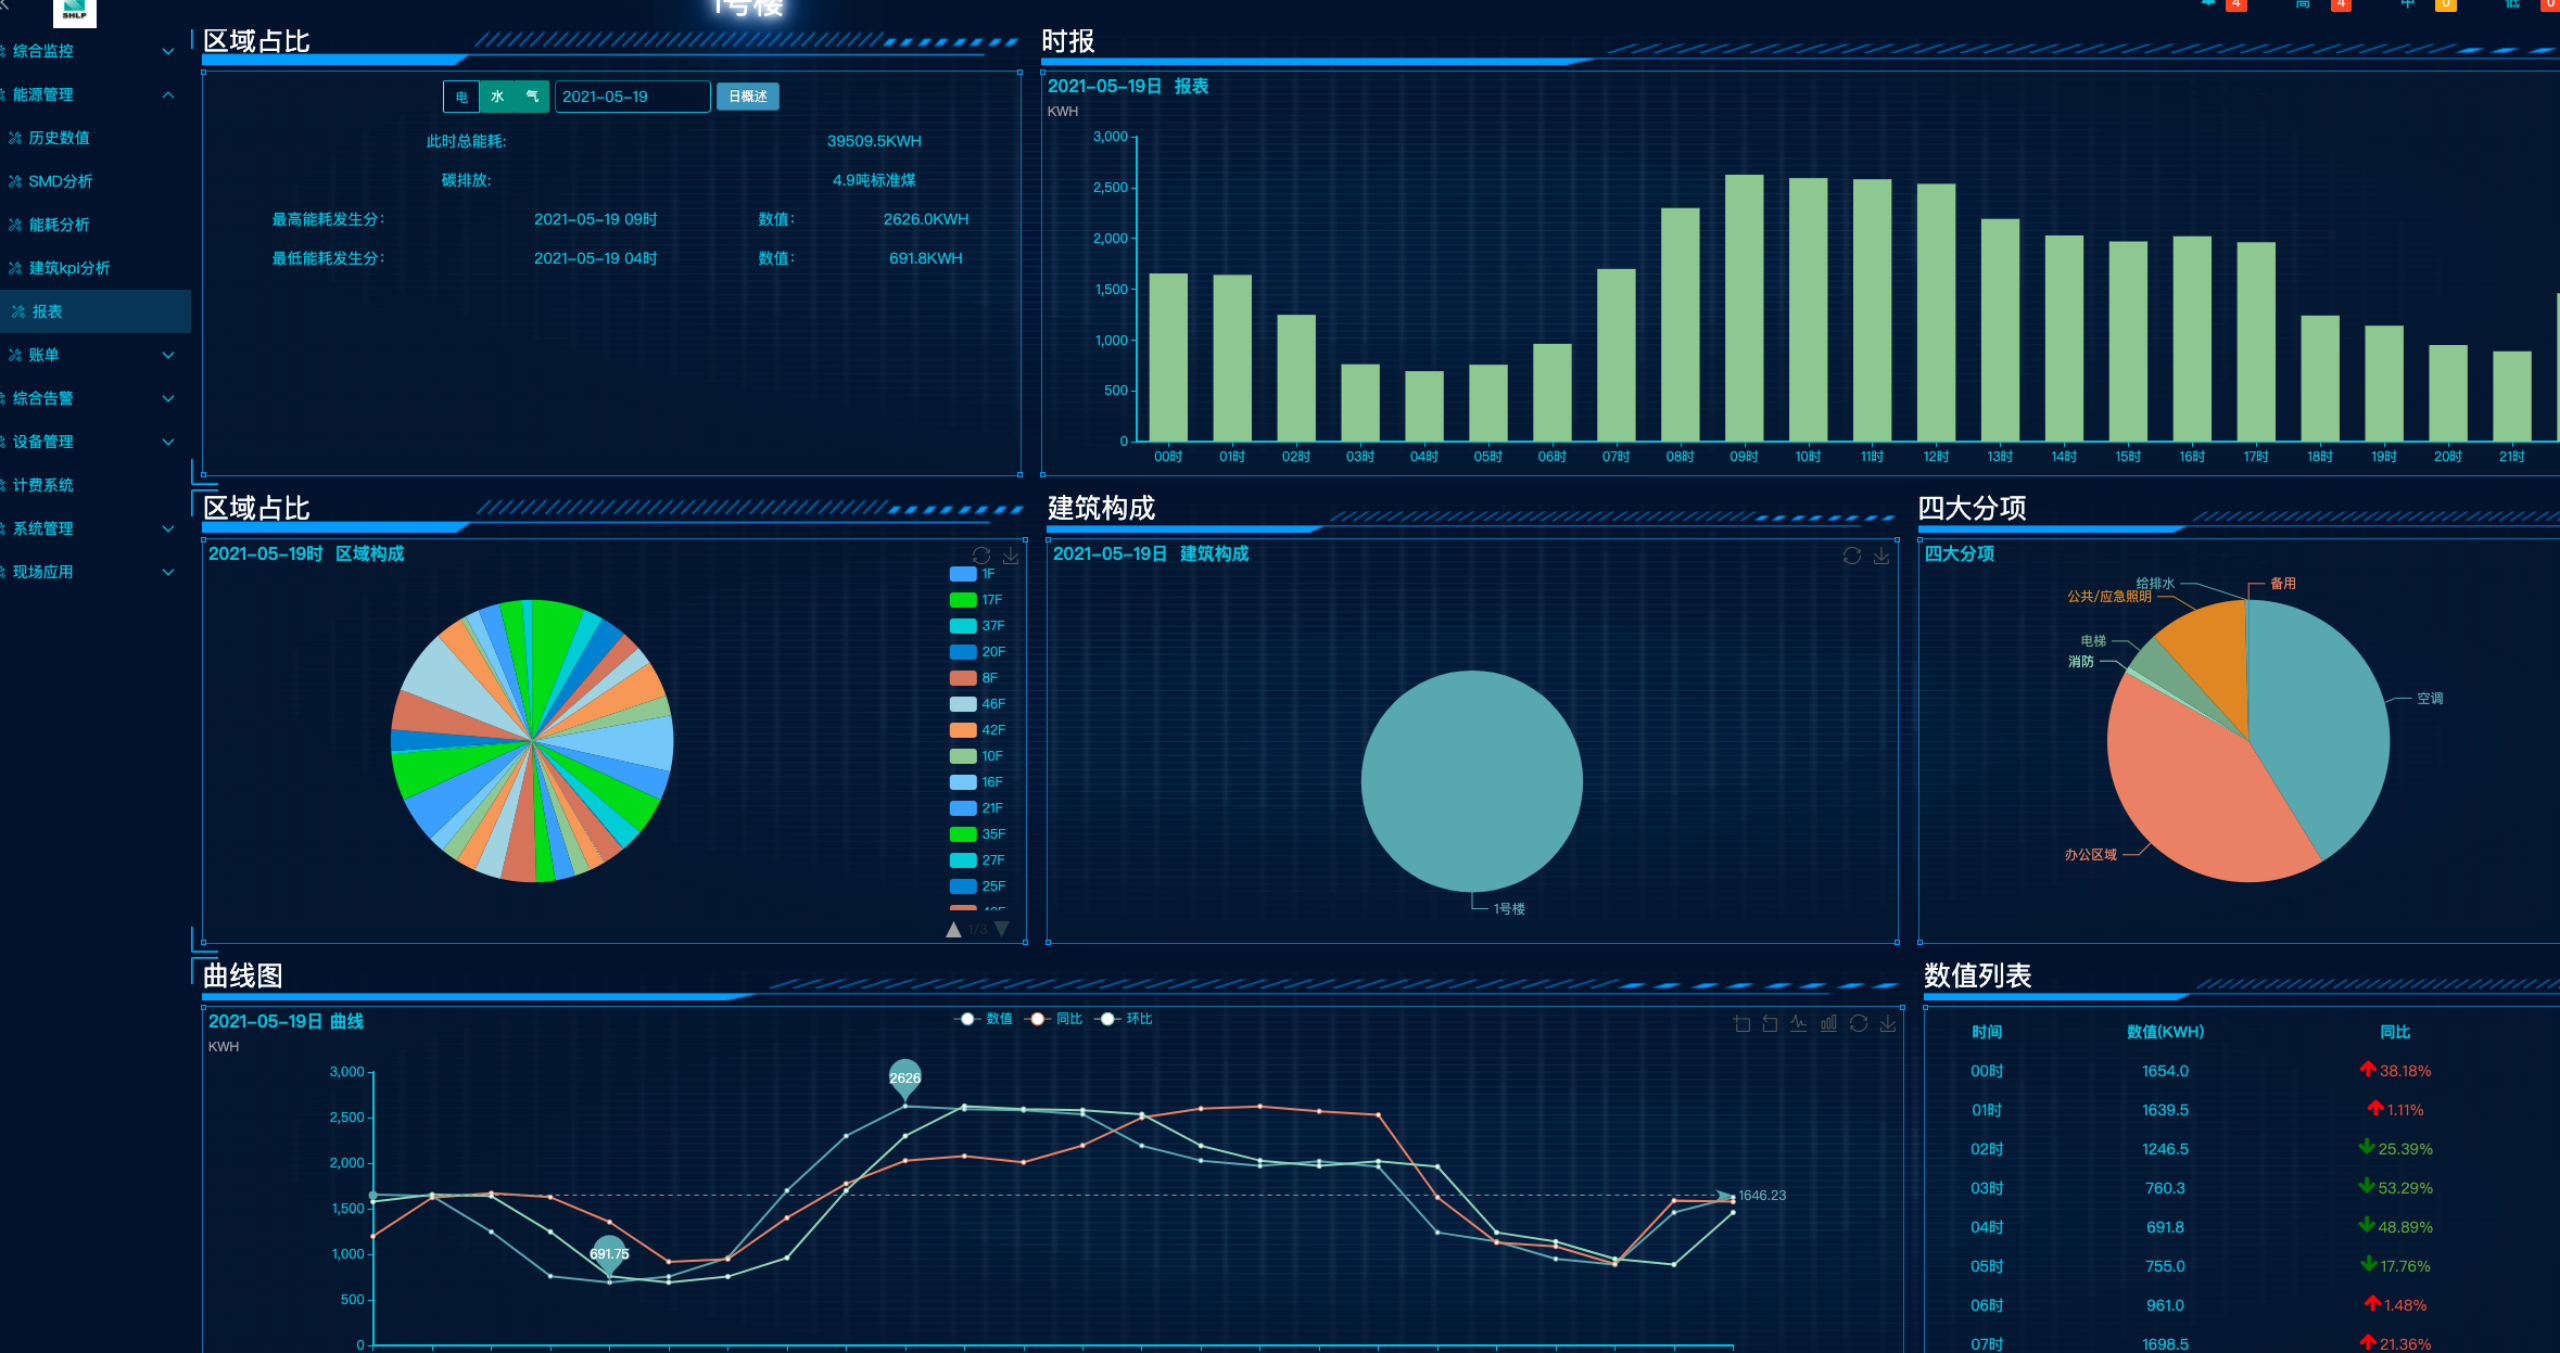 SHLP
1号楼
4
高
4
中
0
低
0
综合监控
能源管理
历史数值
SMD分析
能耗分析
建筑kpi分析
报表
账单
综合告警
设备管理
计费系统
系统管理
现场应用
区域占比
电 水 气 2021-05-19 日概述
此时总能耗: 39509.5KWH
碳排放: 4.9吨标准煤
最高能耗发生分: 2021-05-19 09时 数值: 2626.0KWH
最低能耗发生分: 2021-05-19 04时 数值: 691.8KWH
时报
2021-05-19日 报表
KWH
3,000
2,500
2,000
1,500
1,000
500
0
00时 01时 02时 03时 04时 05时 06时 07时 08时 09时 10时 11时 12时 13时 14时 15时 16时 17时 18时 19时 20时 21时
区域占比
2021-05-19时 区域构成
1F
17F
37F
20F
8F
46F
42F
10F
16F
21F
35F
27F
25F
1/3
建筑构成
2021-05-19日 建筑构成
1号楼
四大分项
四大分项
给排水
备用
公共/应急照明
电梯
消防
空调
办公区域
曲线图
2021-05-19日 曲线
数值 同比 环比
KWH
3,000
2,500
2,000
1,500
1,000
500
0
2626
691.75
1646.23
数值列表
时间 数值(KWH) 同比
00时 1654.0 38.18%
01时 1639.5 1.11%
02时 1246.5 25.39%
03时 760.3 53.29%
04时 691.8 48.89%
05时 755.0 17.76%
06时 961.0 1.48%
07时 1698.5 21.36%